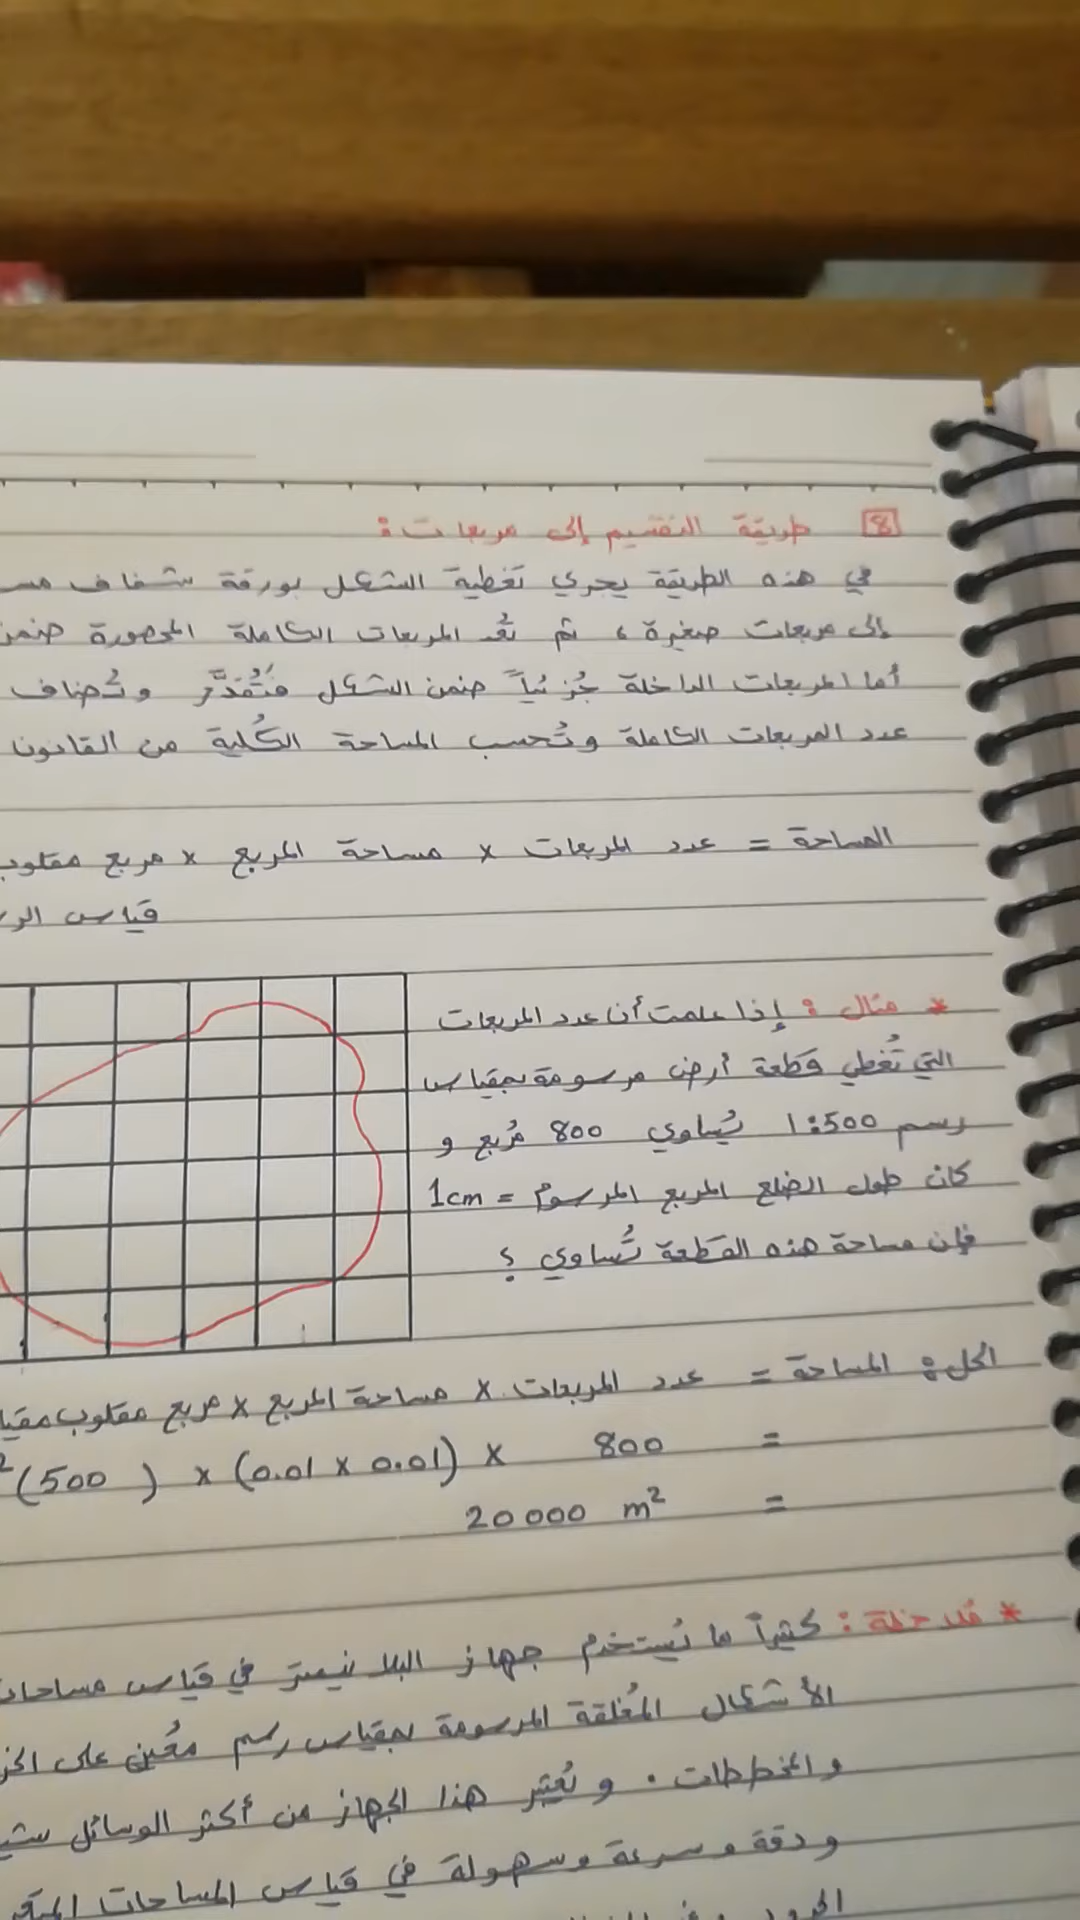 8 طريقة التقسيم إلى مربعات:
في هذه الطريقة يجري تغطية الشكل بورقة شفاف
إلى مربعات صغيرة، ثم تُعد المربعات الكاملة المحصورة ضمن
أما المربعات الداخلة جُزئياً ضمن الشكل فتُقدَّر وتُضاف
عدد المربعات الكاملة وتُحسب المساحة الكُلية من القانون
المساحة = عدد المربعات × مساحة المربع × مربع مقلوب
قياس
* مثال: إذا علمت أن عدد المربعات
التي تُغطي قطعة أرض مرسومة بمقياس
رسم 1:500 تُساوي 800 مُربع و
كان طول الضلع المربع المرسوم = 1cm
فإن مساحة هذه القطعة تُساوي ؟
الحل: المساحة = عدد المربعات × مساحة المربع × مربع مقلوب
= 800 × (0.01 × 0.01) × (500)²
= 20000 m²
* ملاحظة: كثيراً ما يُستخدم جهاز البلانيمتر في قياس
الأشكال المُغلقة المرسومة بمقياس رسم مُعين على
والمخططات. ويُعتبر هذا الجهاز من أكثر الوسائل
ودقة وسرعة وسهولة في قياس المساحات